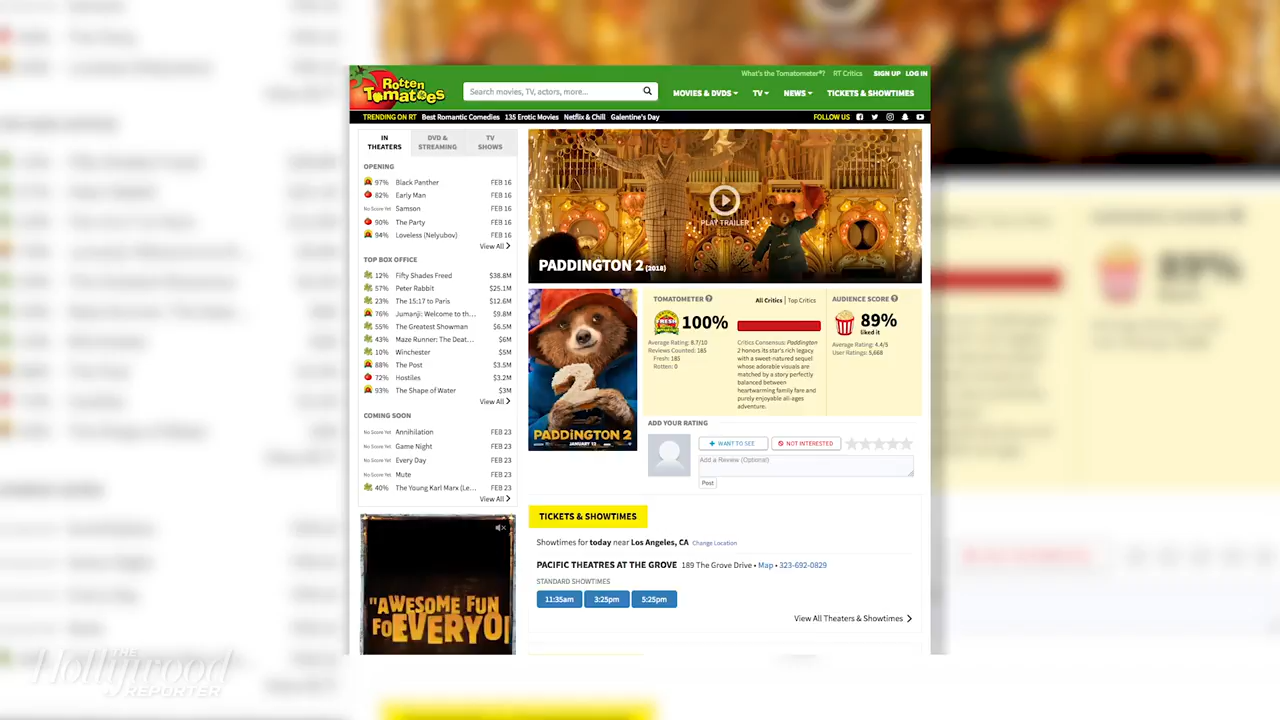 Rotten Tomatoes
Search movies, TV, actors, more...
What's the Tomatometer®? RT Critics SIGN UP LOG IN
MOVIES & DVDS TV NEWS TICKETS & SHOWTIMES
TRENDING ON RT Best Romantic Comedies 135 Erotic Movies Netflix & Chill Galentine's Day FOLLOW US
IN THEATERS
DVD & STREAMING
TV SHOWS
OPENING
97% Black Panther FEB 16
82% Early Man FEB 16
No Score Yet Samson FEB 16
90% The Party FEB 16
94% Loveless (Nelyubov) FEB 16
View All
TOP BOX OFFICE
12% Fifty Shades Freed $38.8M
57% Peter Rabbit $25.1M
23% The 15:17 to Paris $12.6M
76% Jumanji: Welcome to th... $9.8M
55% The Greatest Showman $6.5M
43% Maze Runner: The Deat... $6M
10% Winchester $5M
88% The Post $3.5M
72% Hostiles $3.2M
93% The Shape of Water $3M
View All
COMING SOON
No Score Yet Annihilation FEB 23
No Score Yet Game Night FEB 23
No Score Yet Every Day FEB 23
No Score Yet Mute FEB 23
40% The Young Karl Marx (Le... FEB 23
View All
"AWESOME FUN
FOR EVERYO
PLAY TRAILER
PADDINGTON 2 (2018)
2
PADDINGTON 2
JANUARY 12
TOMATOMETER
All Critics | Top Critics
FRESH
100%
Average Rating: 8.7/10
Reviews Counted: 185
Fresh: 185
Rotten: 0
Critics Consensus: Paddington
2 honors its star's rich legacy
with a sweet-natured sequel
whose adorable visuals are
matched by a story perfectly
balanced between
heartwarming family fare and
purely enjoyable all-ages
adventure.
AUDIENCE SCORE
89%
liked it
Average Rating: 4.4/5
User Ratings: 5,668
ADD YOUR RATING
WANT TO SEE NOT INTERESTED
Add a Review (Optional)
Post
TICKETS & SHOWTIMES
Showtimes for today near Los Angeles, CA Change Location
PACIFIC THEATRES AT THE GROVE 189 The Grove Drive • Map • 323-692-0829
STANDARD SHOWTIMES
11:35am 3:25pm 5:25pm
View All Theaters & Showtimes
THE
Hollywood
REPORTER
89%